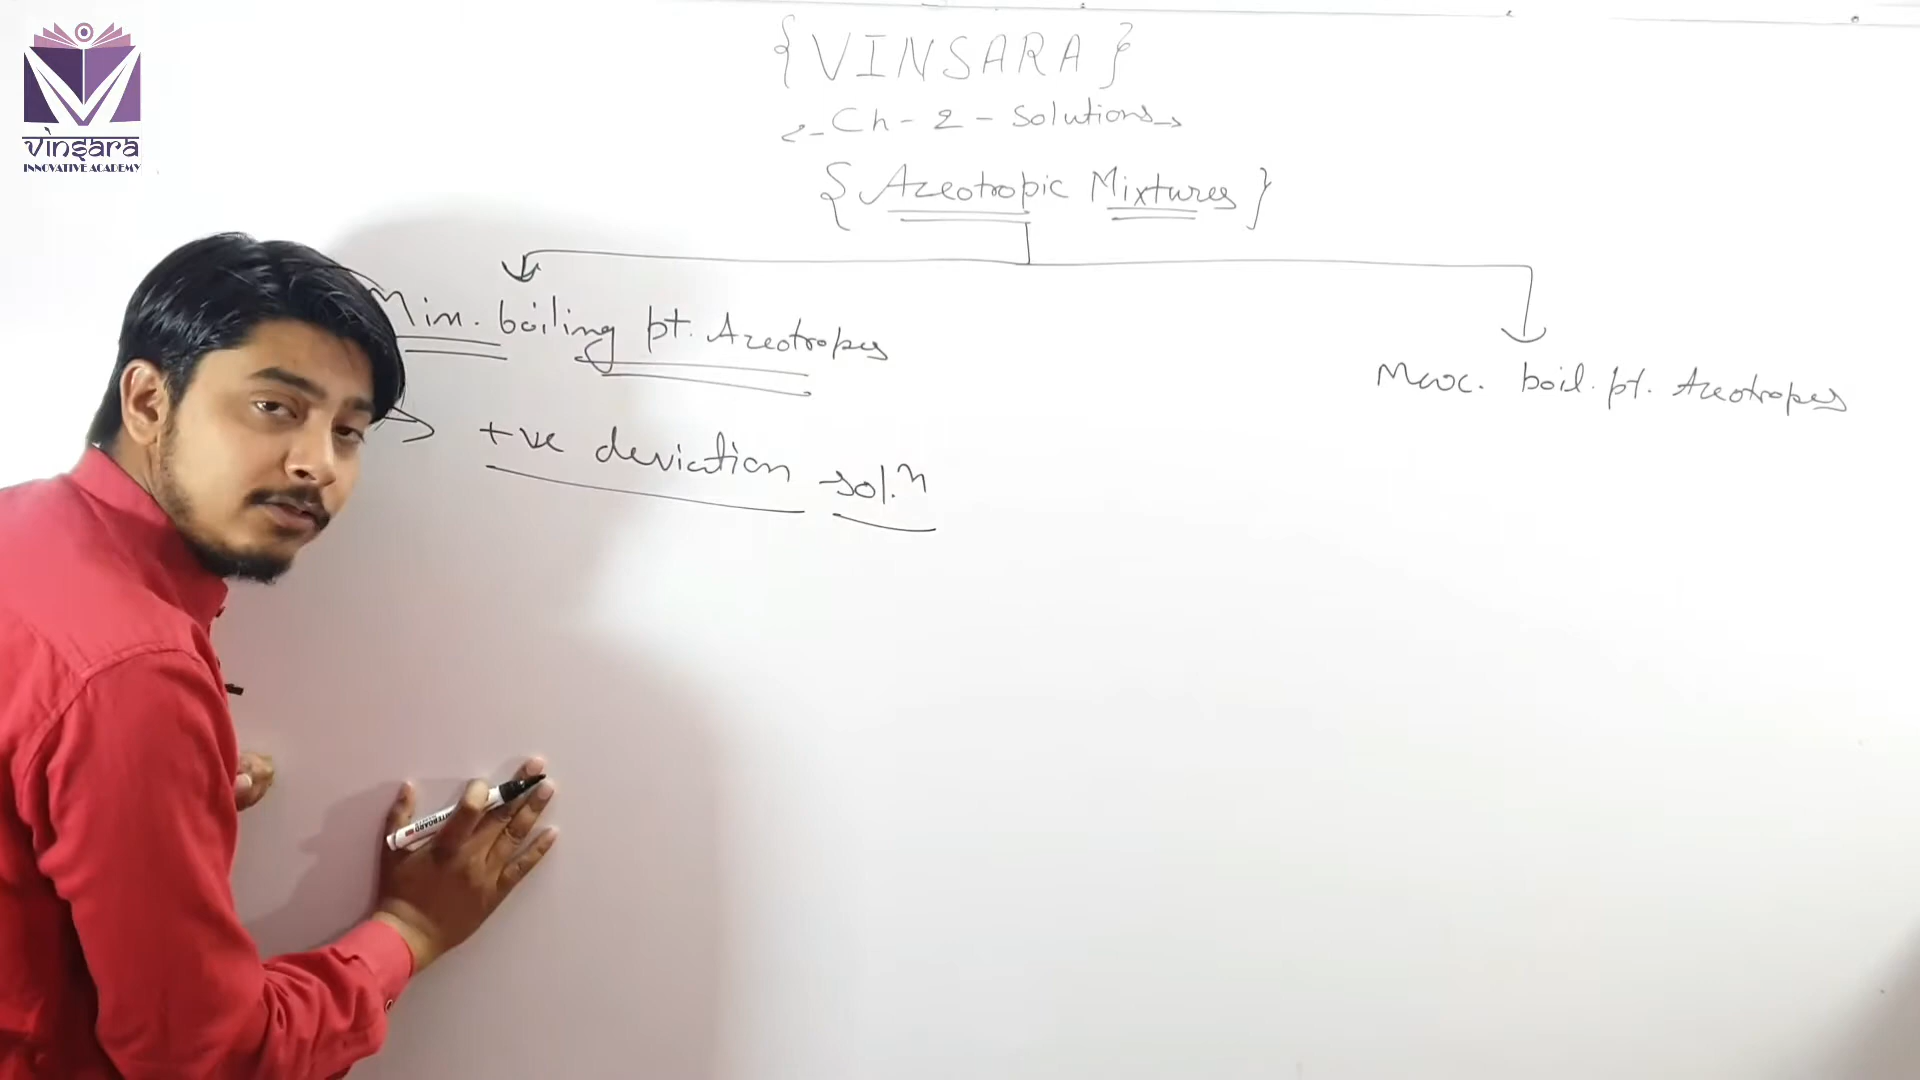 vinsara
INNOVATIVE ACADEMY
{VINSARA}
Ch-2-Solutions
{Azeotropic Mixtures}
Min. boiling pt. Azeotropes
Max. boil. pt. Azeotropes
+ve deviation sol.n